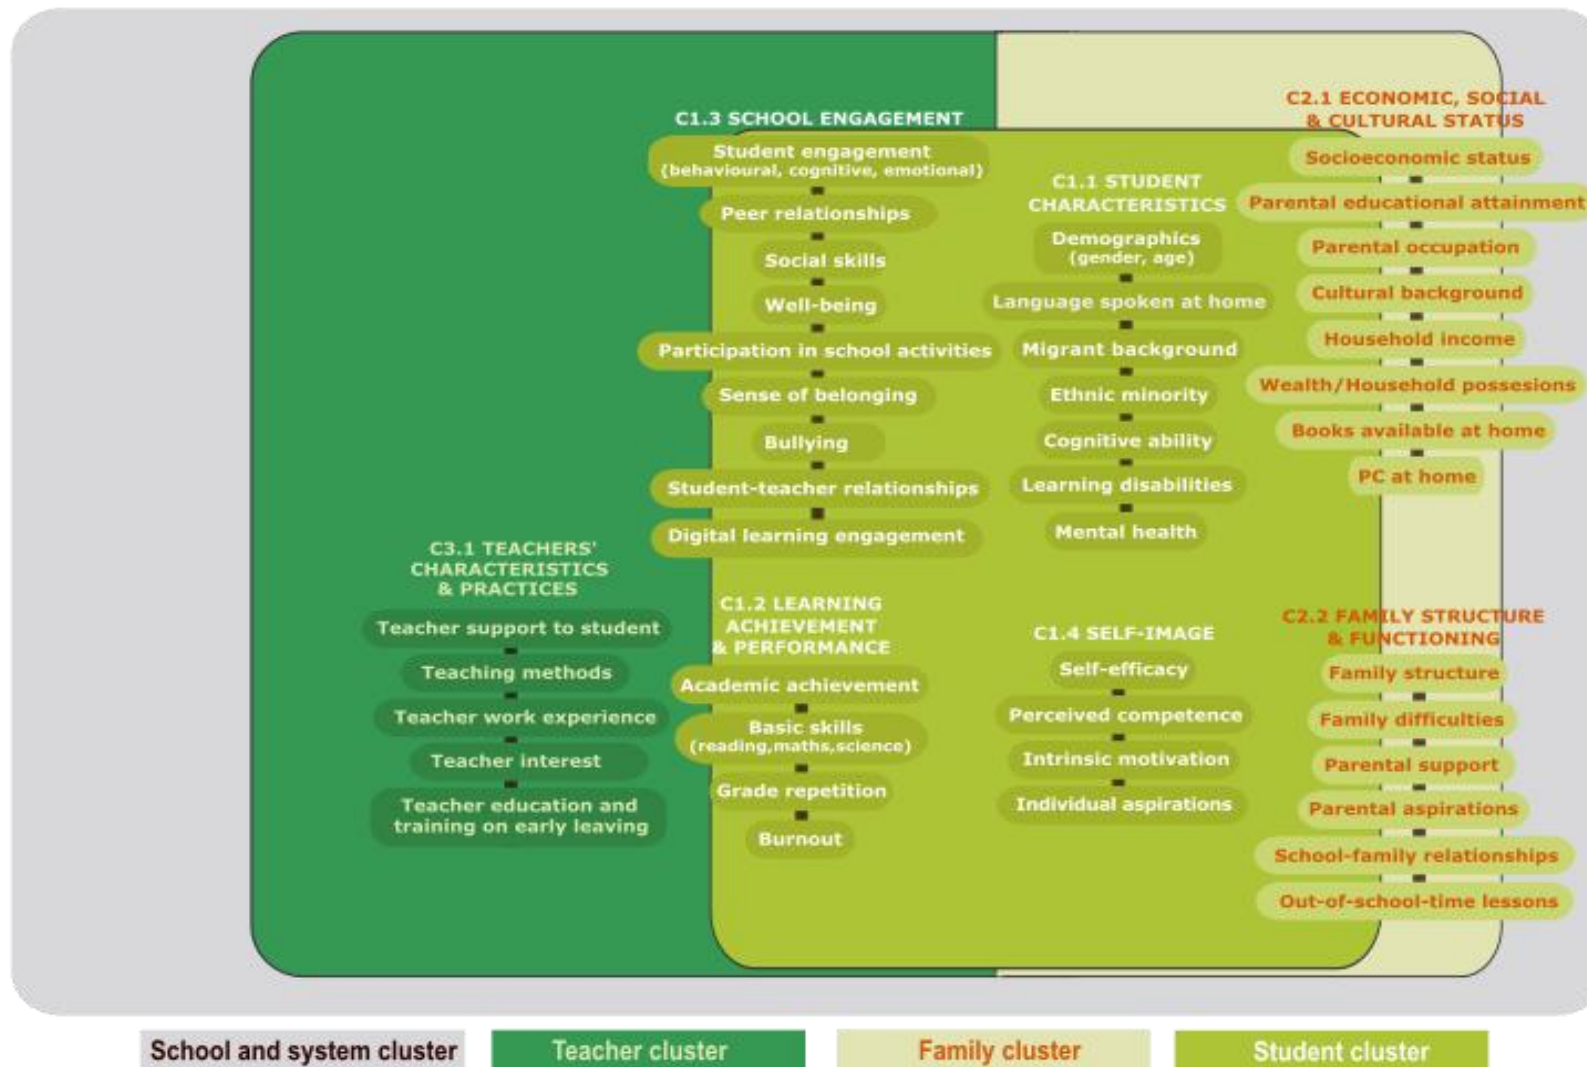 C1.3 SCHOOL ENGAGEMENT
Student engagement
(behavioural, cognitive, emotional)
Peer relationships
Social skills
Well-being
Participation in school activities
Sense of belonging
Bullying
Student-teacher relationships
Digital learning engagement
C1.1 STUDENT
CHARACTERISTICS
Demographics
(gender, age)
Language spoken at home
Migrant background
Ethnic minority
Cognitive ability
Learning disabilities
Mental health
C2.1 ECONOMIC, SOCIAL
& CULTURAL STATUS
Socioeconomic status
Parental educational attainment
Parental occupation
Cultural background
Household income
Wealth/Household possesions
Books available at home
PC at home
C3.1 TEACHERS'
CHARACTERISTICS
& PRACTICES
Teacher support to student
Teaching methods
Teacher work experience
Teacher interest
Teacher education and
training on early leaving
C1.2 LEARNING
ACHIEVEMENT
& PERFORMANCE
Academic achievement
Basic skills
(reading,maths,science)
Grade repetition
Burnout
C1.4 SELF-IMAGE
Self-efficacy
Perceived competence
Intrinsic motivation
Individual aspirations
C2.2 FAMILY STRUCTURE
& FUNCTIONING
Family structure
Family difficulties
Parental support
Parental aspirations
School-family relationships
Out-of-school-time lessons
School and system cluster
Teacher cluster
Family cluster
Student cluster